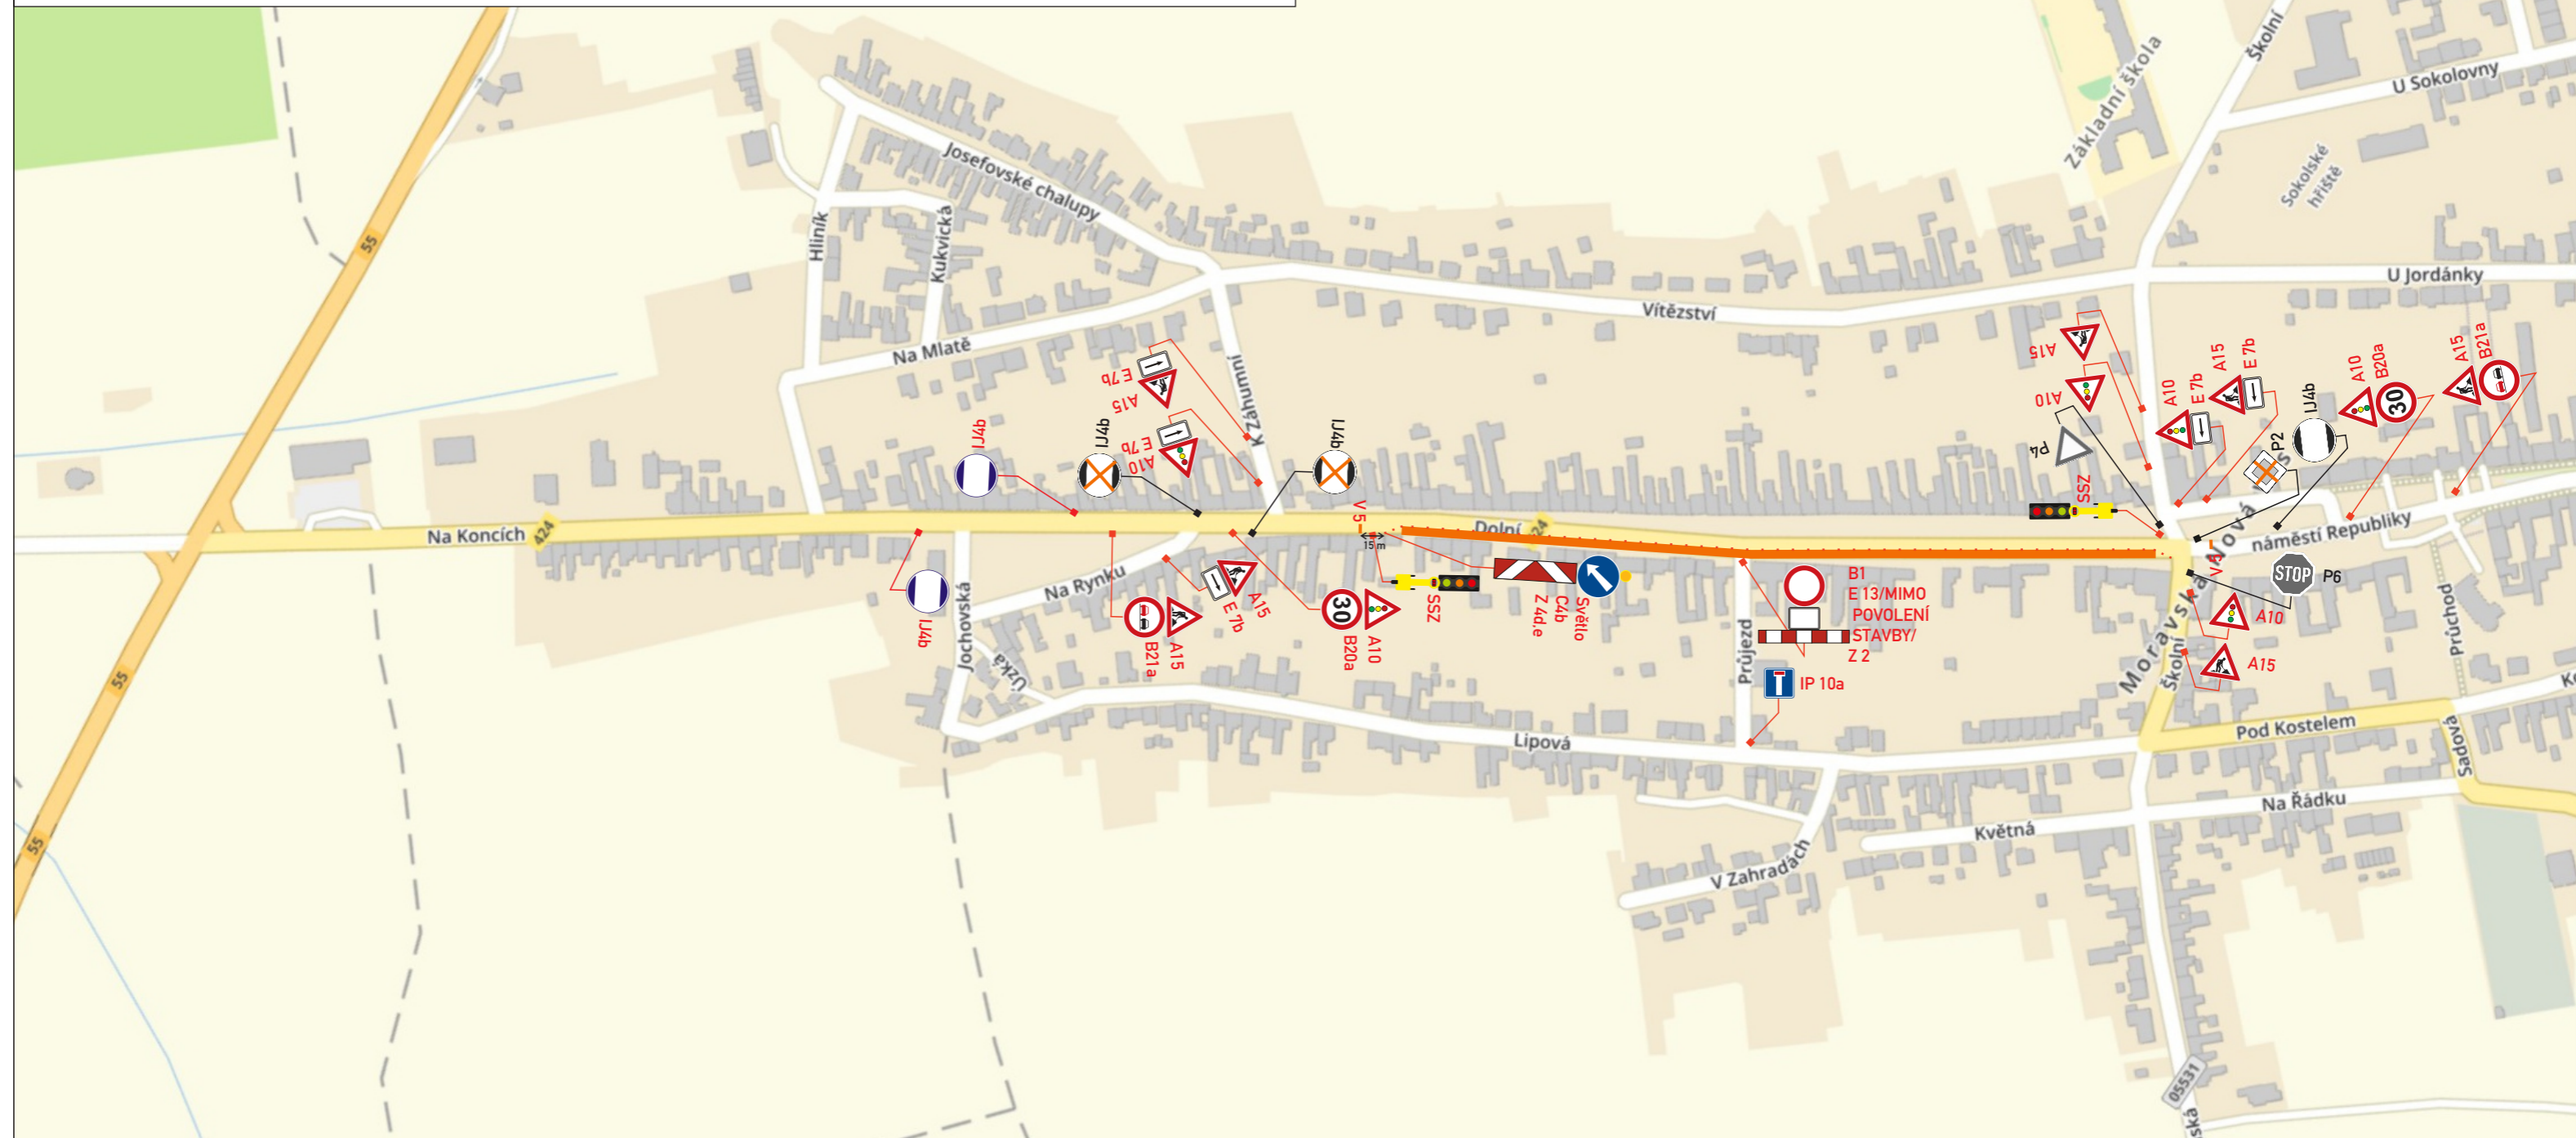 Školní
Základní škola
U Sokolovny
Sokolské
hřiště
Josefovské chalupy
Hliník
Kukvická
55
U Jordánky
Vítězství
Na Mlatě
K Záhumní
E 7b
A15
E 7b
A10
IJ4b
IJ4b
IJ4b
A15
A10
P4
SSZ
A10
E 7b
A15
E 7b
P2
IJ4b
A10
B20a
30
A15
B21a
Na Koncích
424
V 5
15 m
Dolní
náměstí Republiky
Moravská Nová
STOP
P6
Na Rynku
Jochovská
Úzká
IJ4b
B21a
A15
E 7b
A15
30
B20a
A10
SSZ
Z 4d,e
C4b
Světlo
B1
E 13/MIMO
POVOLENÍ
STAVBY/
Z 2
Průjezd
IP 10a
A10
A15
Školní
Průchod
55
Lipová
Pod Kostelem
Sadová
Na Řádku
Květná
V Zahradách
55
05531